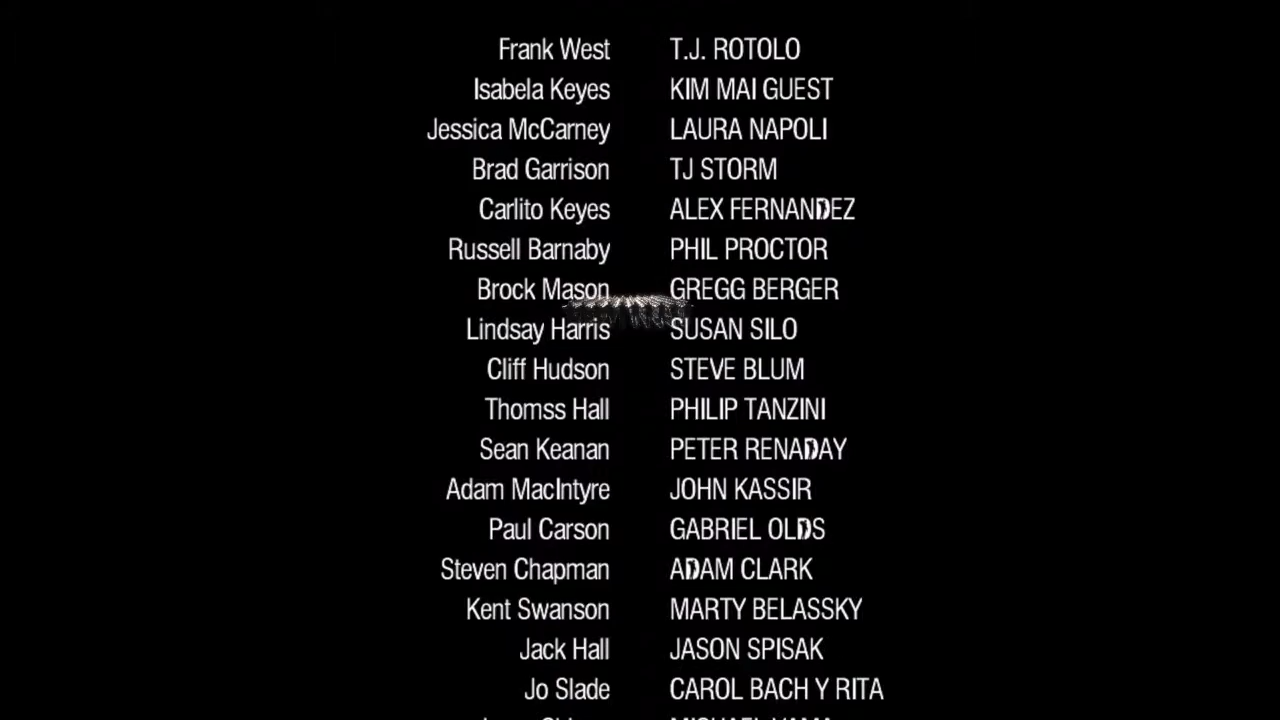 Frank West T.J. ROTOLO
Isabela Keyes KIM MAI GUEST
Jessica McCarney LAURA NAPOLI
Brad Garrison TJ STORM
Carlito Keyes ALEX FERNANDEZ
Russell Barnaby PHIL PROCTOR
Brock Mason GREGG BERGER
Lindsay Harris SUSAN SILO
Cliff Hudson STEVE BLUM
Thomss Hall PHILIP TANZINI
Sean Keanan PETER RENADAY
Adam MacIntyre JOHN KASSIR
Paul Carson GABRIEL OLDS
Steven Chapman ADAM CLARK
Kent Swanson MARTY BELASSKY
Jack Hall JASON SPISAK
Jo Slade CAROL BACH Y RITA